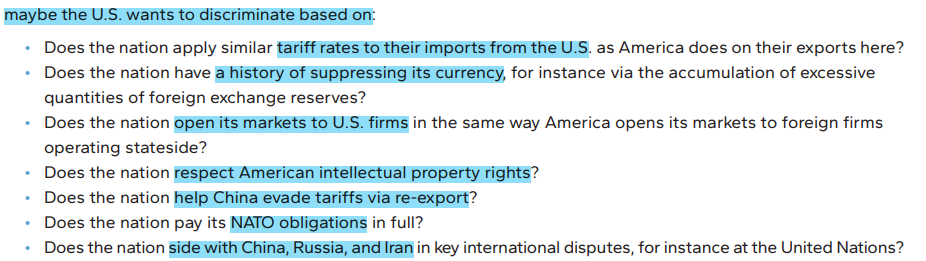 maybe the U.S. wants to discriminate based on:
• Does the nation apply similar tariff rates to their imports from the U.S. as America does on their exports here?
• Does the nation have a history of suppressing its currency, for instance via the accumulation of excessive
quantities of foreign exchange reserves?
• Does the nation open its markets to U.S. firms in the same way America opens its markets to foreign firms
operating stateside?
• Does the nation respect American intellectual property rights?
• Does the nation help China evade tariffs via re-export?
• Does the nation pay its NATO obligations in full?
• Does the nation side with China, Russia, and Iran in key international disputes, for instance at the United Nations?